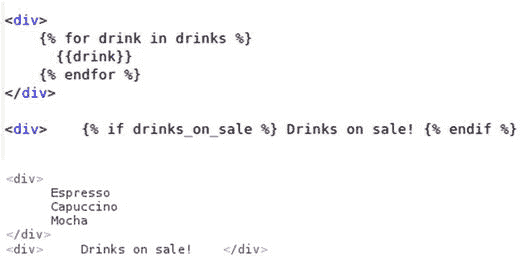 <div>
{% for drink in drinks %}
{{drink}}
{% endfor %}
</div>
<div> {% if drinks_on_sale %} Drinks on sale! {% endif %}
<div>
Espresso
Capuccino
Mocha
</div>
<div> Drinks on sale! </div>